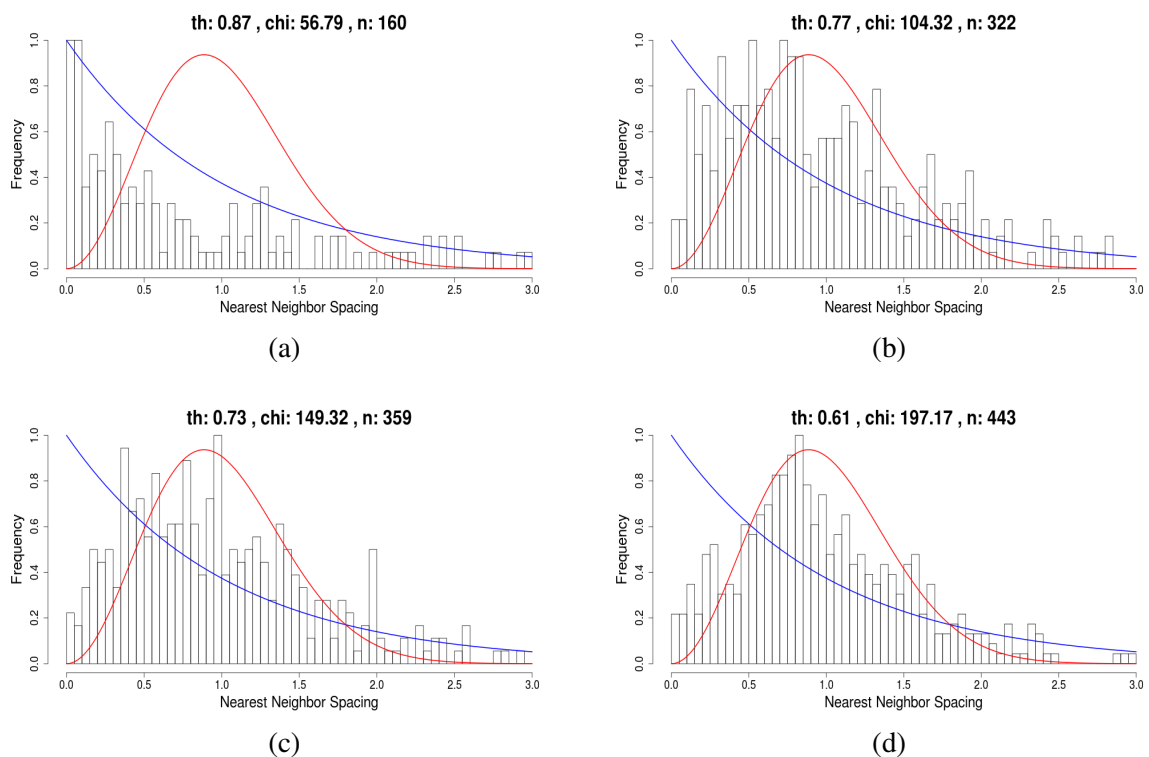 th: 0.87 , chi: 56.79 , n: 160
Frequency
0.0 0.2 0.4 0.6 0.8 1.0
0.0 0.5 1.0 1.5 2.0 2.5 3.0
Nearest Neighbor Spacing
(a)
th: 0.77 , chi: 104.32 , n: 322
Frequency
0.0 0.2 0.4 0.6 0.8 1.0
0.0 0.5 1.0 1.5 2.0 2.5 3.0
Nearest Neighbor Spacing
(b)
th: 0.73 , chi: 149.32 , n: 359
Frequency
0.0 0.2 0.4 0.6 0.8 1.0
0.0 0.5 1.0 1.5 2.0 2.5 3.0
Nearest Neighbor Spacing
(c)
th: 0.61 , chi: 197.17 , n: 443
Frequency
0.0 0.2 0.4 0.6 0.8 1.0
0.0 0.5 1.0 1.5 2.0 2.5 3.0
Nearest Neighbor Spacing
(d)